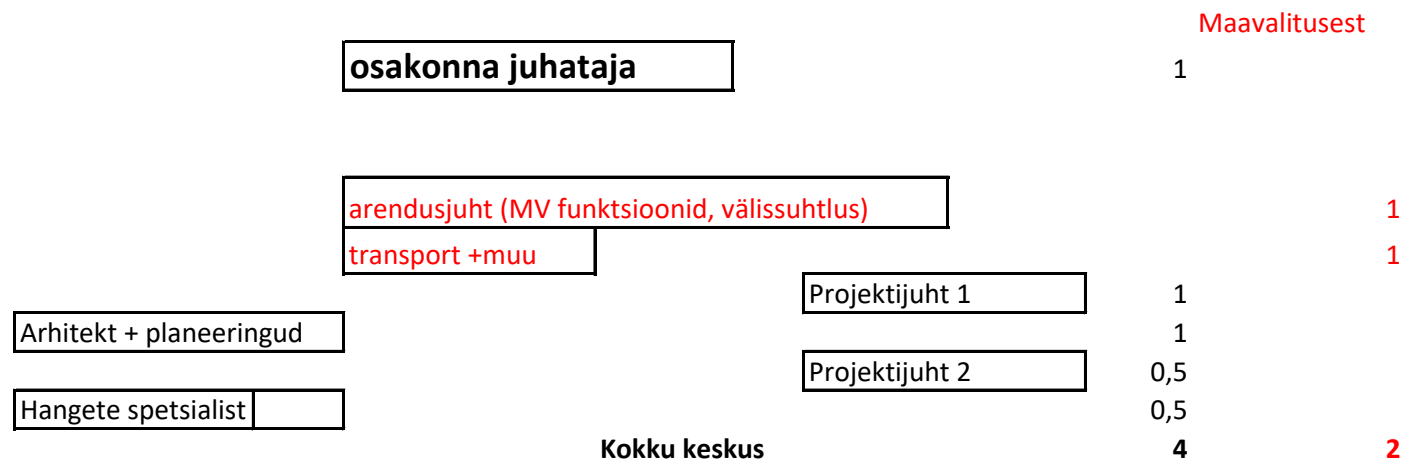 Maavalitusest
osakonna juhataja 1
arendusjuht (MV funktsioonid, välissuhtlus) 1
transport +muu 1
Projektijuht 1 1
Arhitekt + planeeringud 1
Projektijuht 2 0,5
Hangete spetsialist 0,5
Kokku keskus 4 2